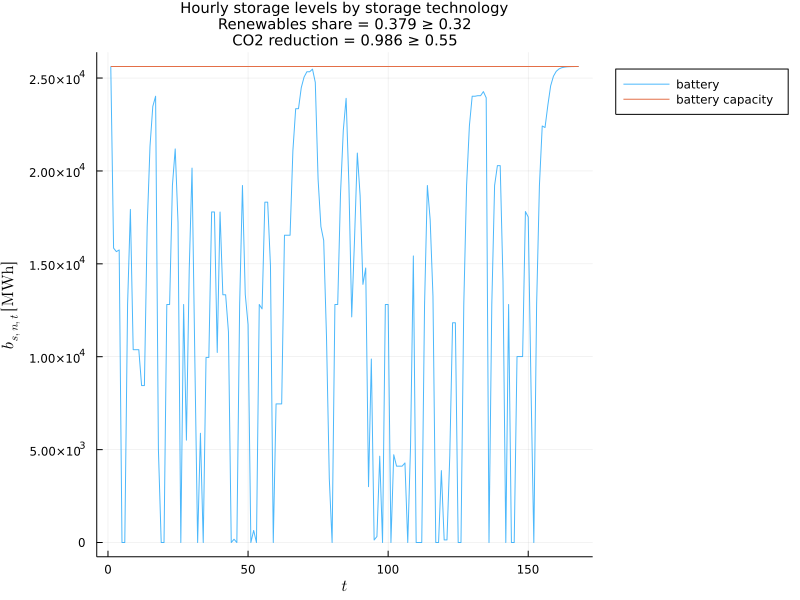 Hourly storage levels by storage technology
Renewables share = 0.379 ≥ 0.32
CO2 reduction = 0.986 ≥ 0.55
2.50×10⁴
2.00×10⁴
1.50×10⁴
1.00×10⁴
5.00×10³
0
b_{s,n,t} [MWh]
0 50 100 150
t
battery
battery capacity